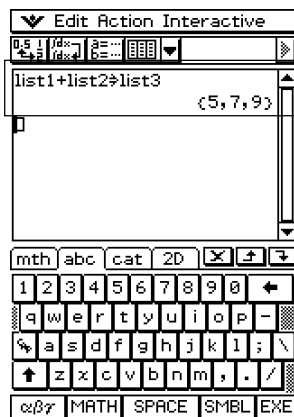 Edit Action Interactive
list1+list2⇒list3
{5,7,9}
mth abc cat 2D
1 2 3 4 5 6 7 8 9 0
q w e r t y u i o p -
a s d f g h j k l ; \
z x c v b n m , . /
αβγ MATH SPACE SMBL EXE